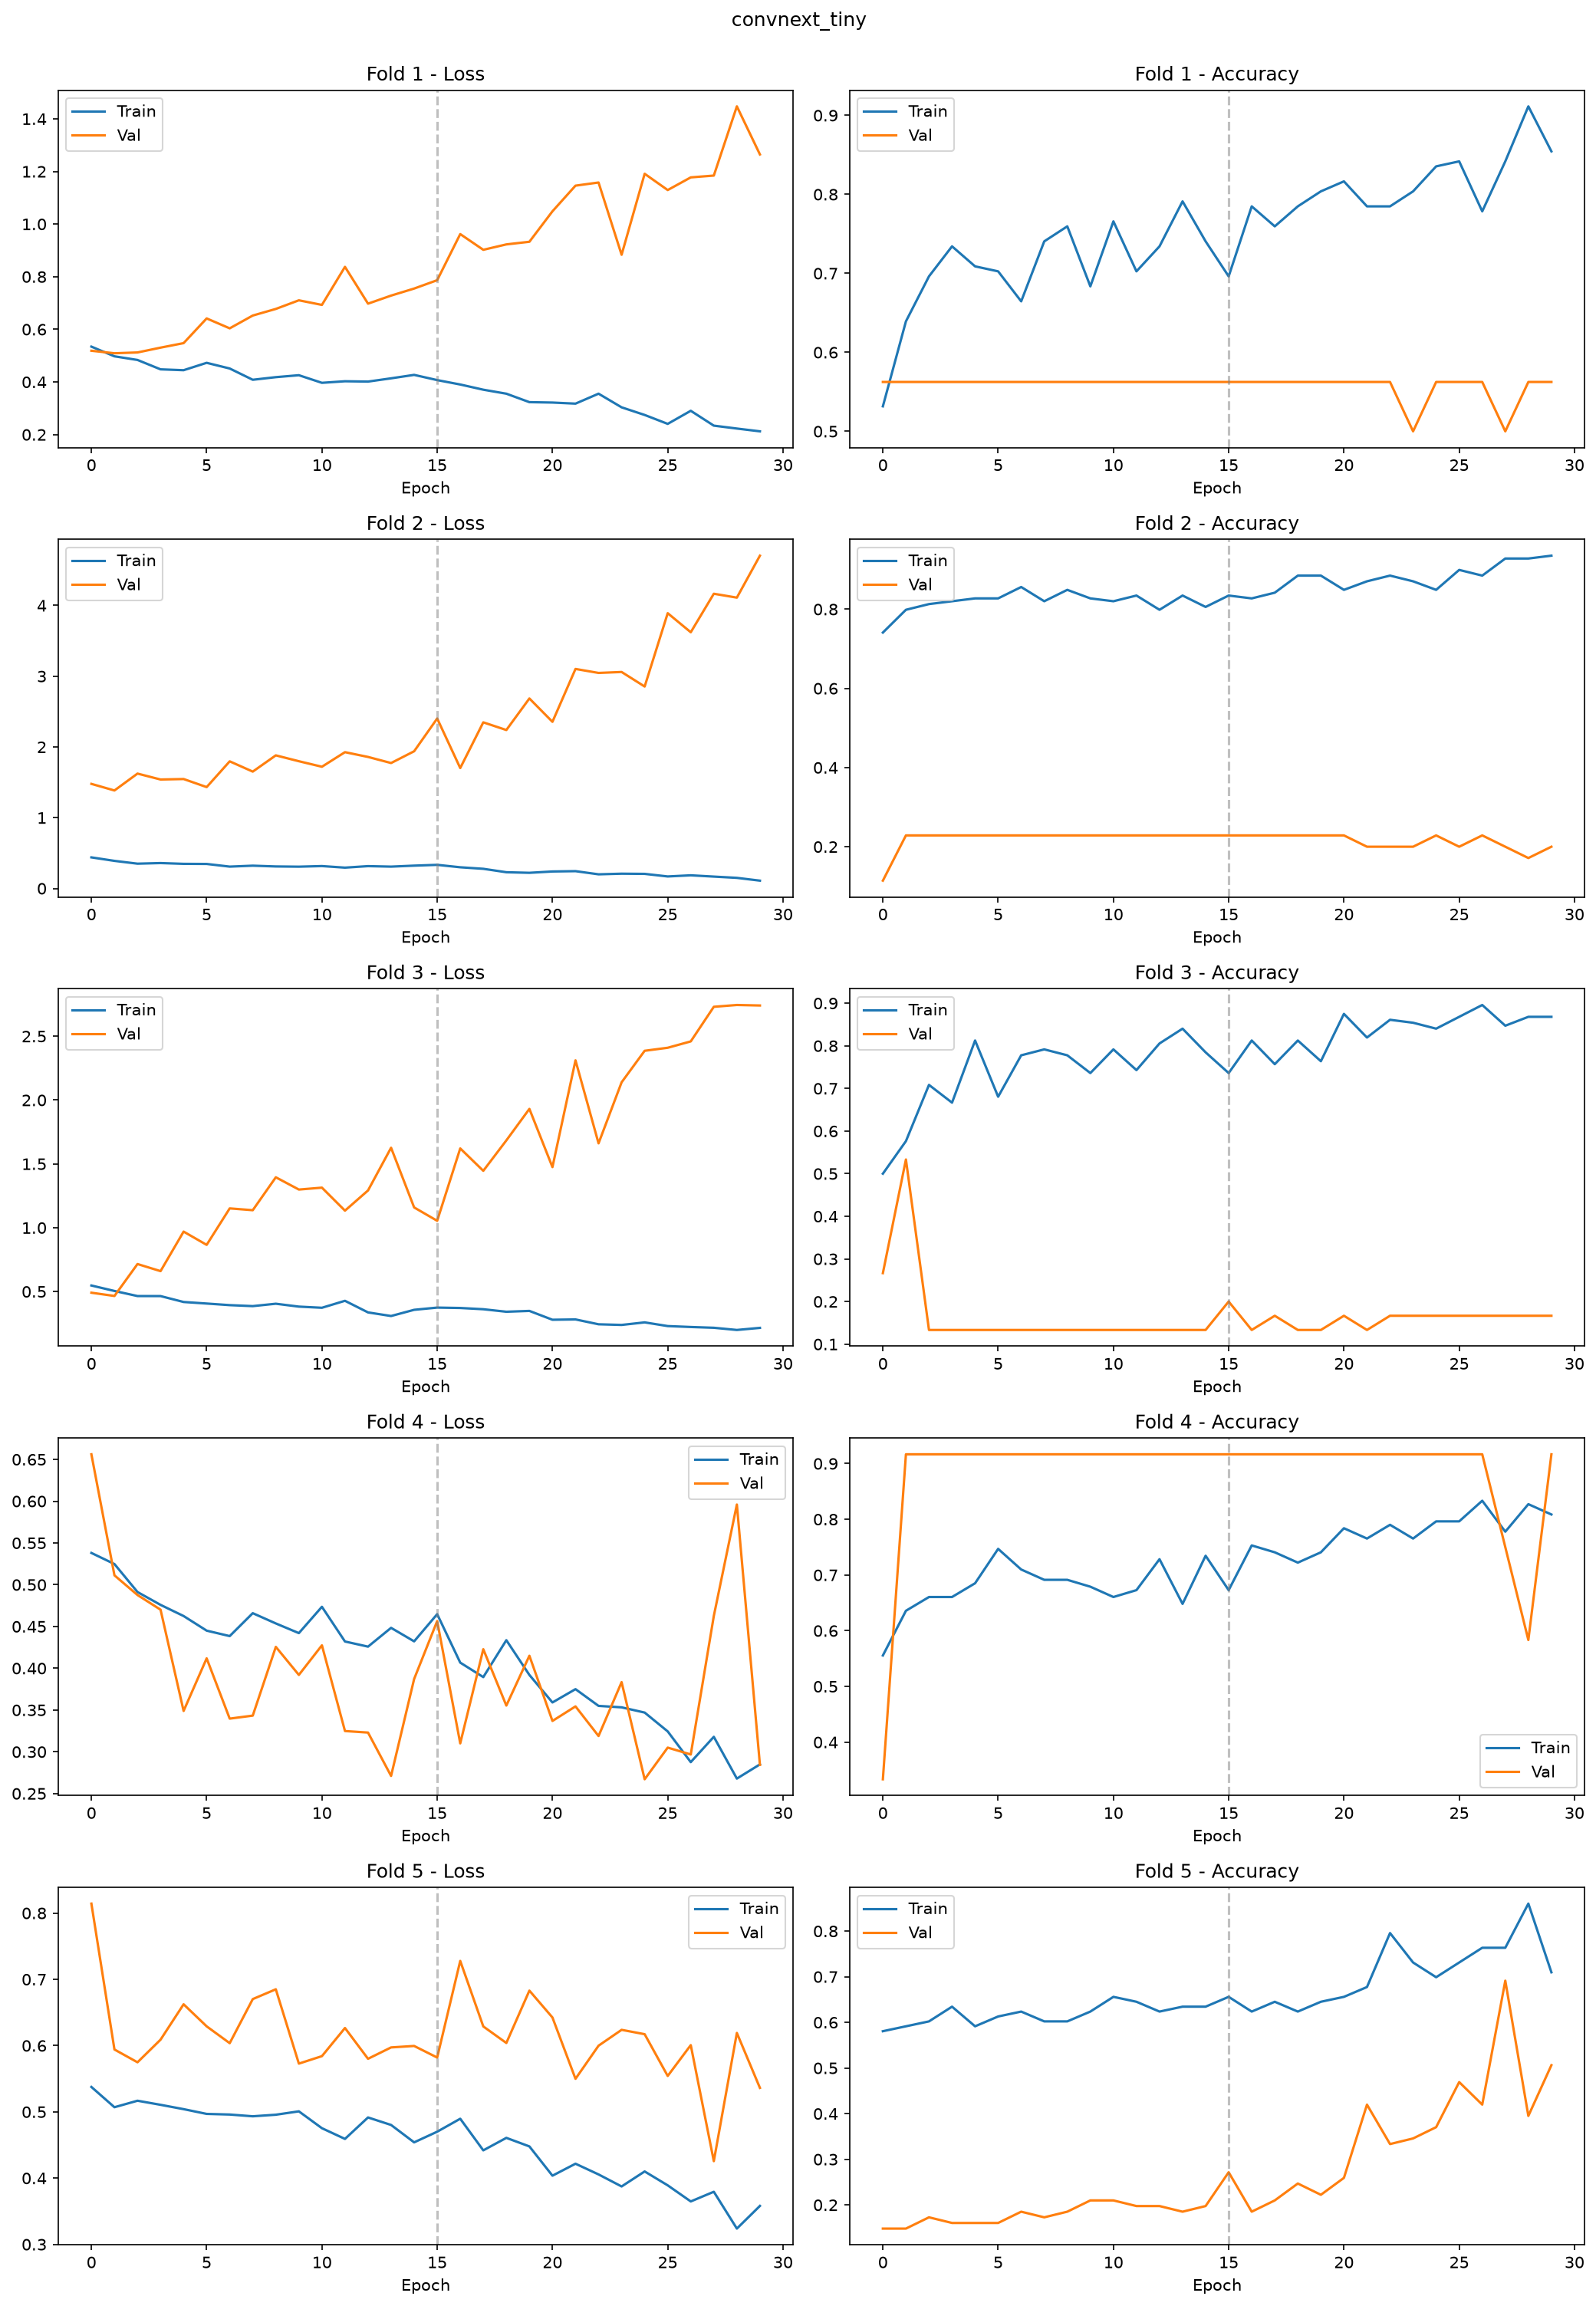 convnext_tiny
Fold 1 - Loss
Train
Val
1.4
1.2
1.0
0.8
0.6
0.4
0.2
0 5 10 15 20 25 30
Epoch
Fold 1 - Accuracy
Train
Val
0.9
0.8
0.7
0.6
0.5
0 5 10 15 20 25 30
Epoch
Fold 2 - Loss
Train
Val
4
3
2
1
0
0 5 10 15 20 25 30
Epoch
Fold 2 - Accuracy
Train
Val
0.8
0.6
0.4
0.2
0 5 10 15 20 25 30
Epoch
Fold 3 - Loss
Train
Val
2.5
2.0
1.5
1.0
0.5
0 5 10 15 20 25 30
Epoch
Fold 3 - Accuracy
Train
Val
0.9
0.8
0.7
0.6
0.5
0.4
0.3
0.2
0.1
0 5 10 15 20 25 30
Epoch
Fold 4 - Loss
Train
Val
0.65
0.60
0.55
0.50
0.45
0.40
0.35
0.30
0.25
0 5 10 15 20 25 30
Epoch
Fold 4 - Accuracy
0.9
0.8
0.7
0.6
0.5
0.4
Train
Val
0 5 10 15 20 25 30
Epoch
Fold 5 - Loss
Train
Val
0.8
0.7
0.6
0.5
0.4
0.3
0 5 10 15 20 25 30
Epoch
Fold 5 - Accuracy
Train
Val
0.8
0.7
0.6
0.5
0.4
0.3
0.2
0 5 10 15 20 25 30
Epoch